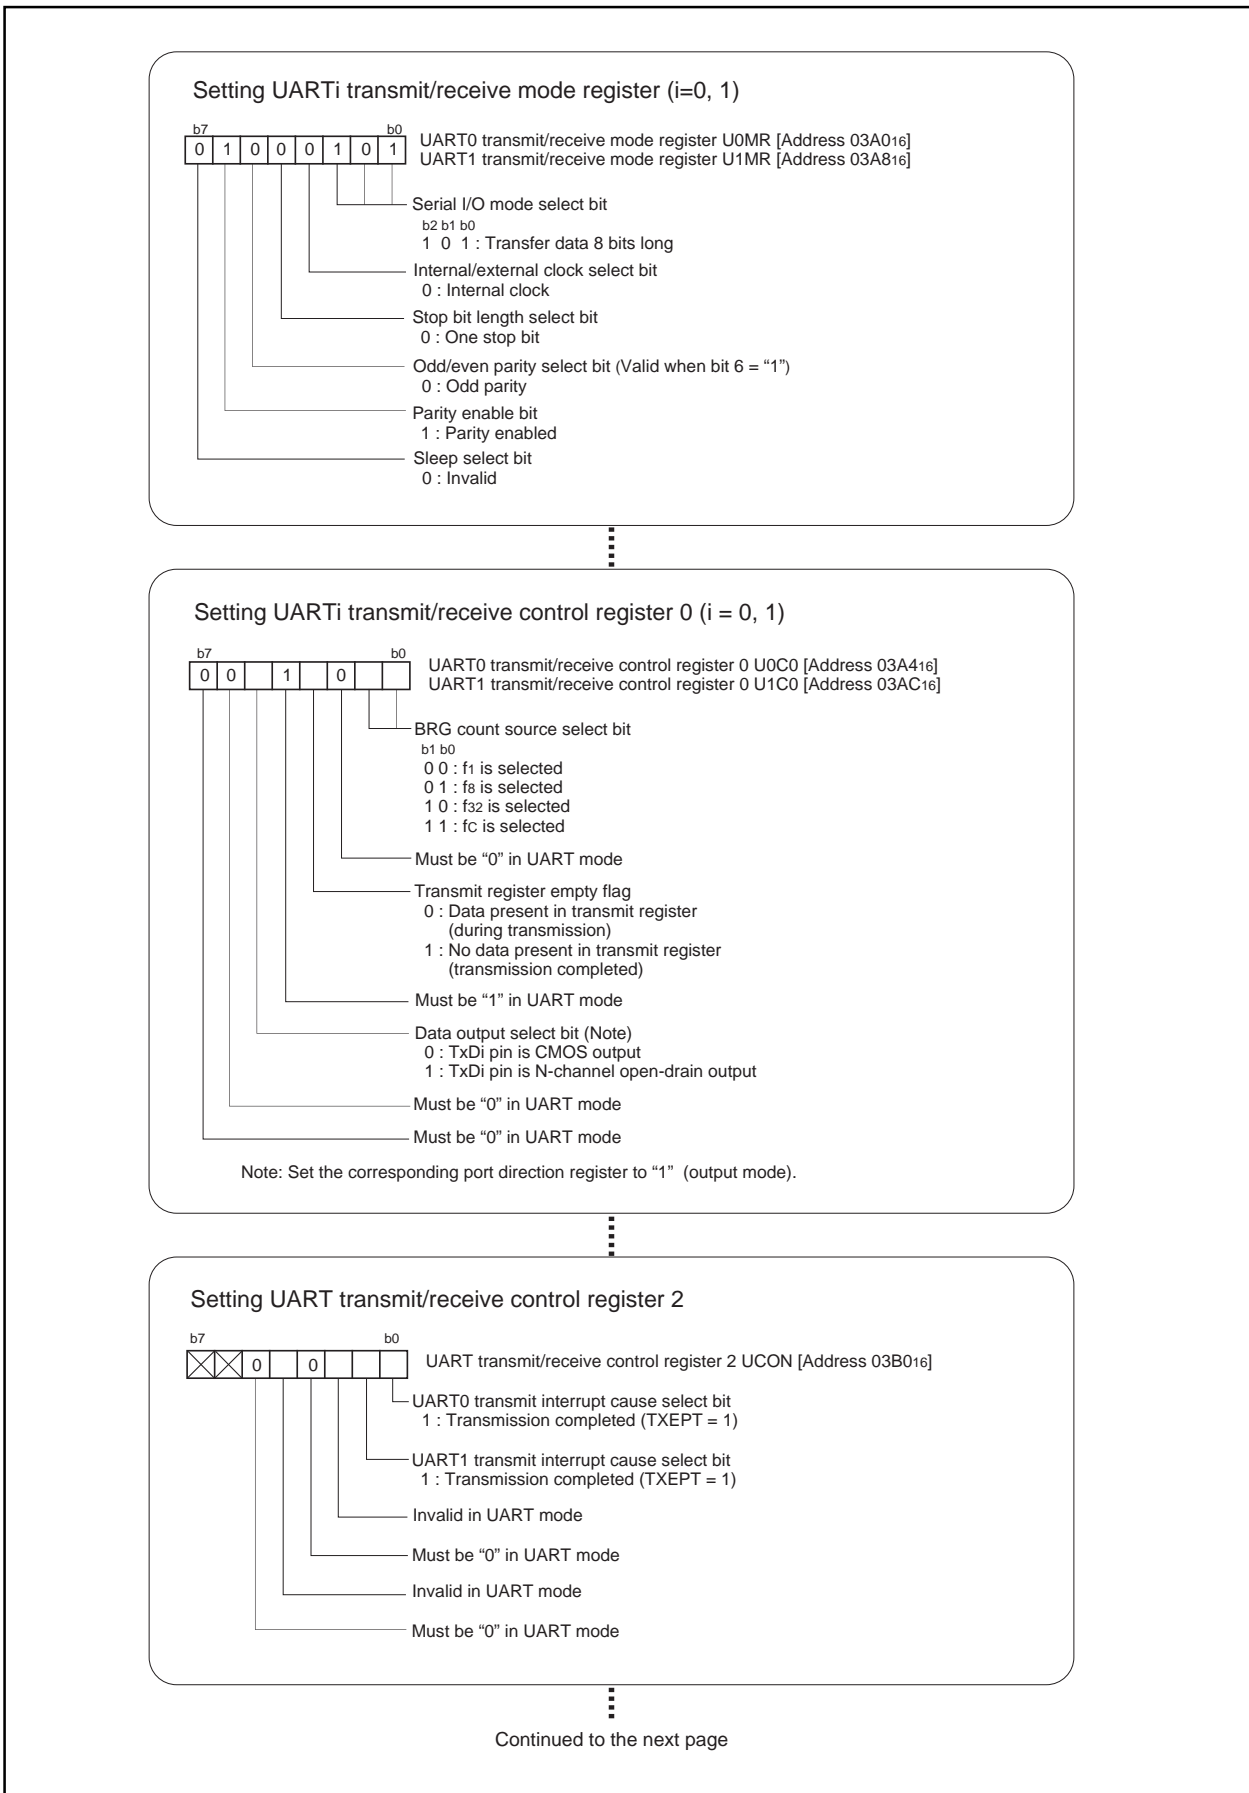 Setting UARTi transmit/receive mode register (i=0, 1)
b7 b0
0 1 0 0 0 1 0 1
UART0 transmit/receive mode register U0MR [Address 03A016]
UART1 transmit/receive mode register U1MR [Address 03A816]
Serial I/O mode select bit
b2 b1 b0
1 0 1 : Transfer data 8 bits long
Internal/external clock select bit
0 : Internal clock
Stop bit length select bit
0 : One stop bit
Odd/even parity select bit (Valid when bit 6 = “1”)
0 : Odd parity
Parity enable bit
1 : Parity enabled
Sleep select bit
0 : Invalid
Setting UARTi transmit/receive control register 0 (i = 0, 1)
b7 b0
0 0 1 0
UART0 transmit/receive control register 0 U0C0 [Address 03A416]
UART1 transmit/receive control register 0 U1C0 [Address 03AC16]
BRG count source select bit
b1 b0
0 0 : f1 is selected
0 1 : f8 is selected
1 0 : f32 is selected
1 1 : fC is selected
Must be “0” in UART mode
Transmit register empty flag
0 : Data present in transmit register
(during transmission)
1 : No data present in transmit register
(transmission completed)
Must be “1” in UART mode
Data output select bit (Note)
0 : TxDi pin is CMOS output
1 : TxDi pin is N-channel open-drain output
Must be “0” in UART mode
Must be “0” in UART mode
Note: Set the corresponding port direction register to “1” (output mode).
Setting UART transmit/receive control register 2
b7 b0
0 0
UART transmit/receive control register 2 UCON [Address 03B016]
UART0 transmit interrupt cause select bit
1 : Transmission completed (TXEPT = 1)
UART1 transmit interrupt cause select bit
1 : Transmission completed (TXEPT = 1)
Invalid in UART mode
Must be “0” in UART mode
Invalid in UART mode
Must be “0” in UART mode
Continued to the next page